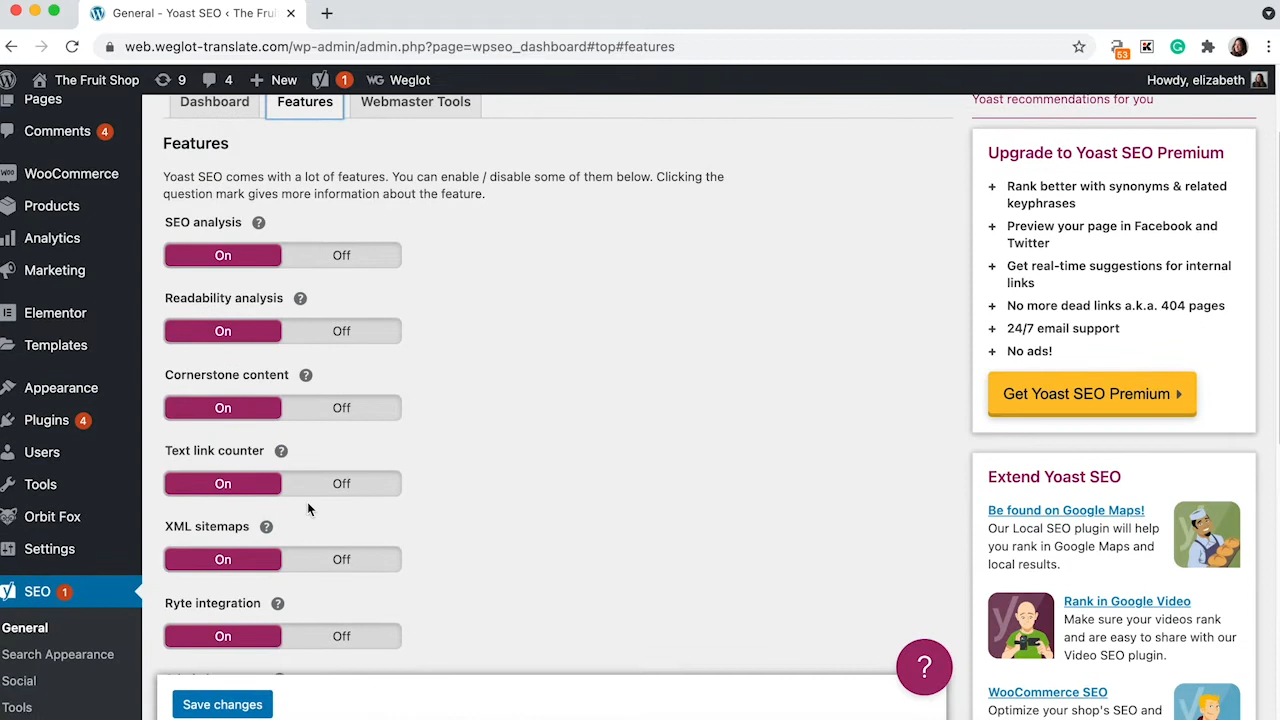 General - Yoast SEO ‹ The Frui
web.weglot-translate.com/wp-admin/admin.php?page=wpseo_dashboard#top#features
53
K
The Fruit Shop
9
4
New
1
WG Weglot
Howdy, elizabeth
Pages
Comments 4
WooCommerce
Products
Analytics
Marketing
Elementor
Templates
Appearance
Plugins 4
Users
Tools
Orbit Fox
Settings
SEO 1
General
Search Appearance
Social
Tools
Dashboard
Features
Webmaster Tools
Features
Yoast SEO comes with a lot of features. You can enable / disable some of them below. Clicking the
question mark gives more information about the feature.
SEO analysis ?
On Off
Readability analysis ?
On Off
Cornerstone content ?
On Off
Text link counter ?
On Off
XML sitemaps ?
On Off
Ryte integration ?
On Off
Save changes
?
Yoast recommendations for you
Upgrade to Yoast SEO Premium
+ Rank better with synonyms & related
keyphrases
+ Preview your page in Facebook and
Twitter
+ Get real-time suggestions for internal
links
+ No more dead links a.k.a. 404 pages
+ 24/7 email support
+ No ads!
Get Yoast SEO Premium
Extend Yoast SEO
Be found on Google Maps!
Our Local SEO plugin will help
you rank in Google Maps and
local results.
Rank in Google Video
Make sure your videos rank
and are easy to share with our
Video SEO plugin.
WooCommerce SEO
Optimize your shop's SEO and